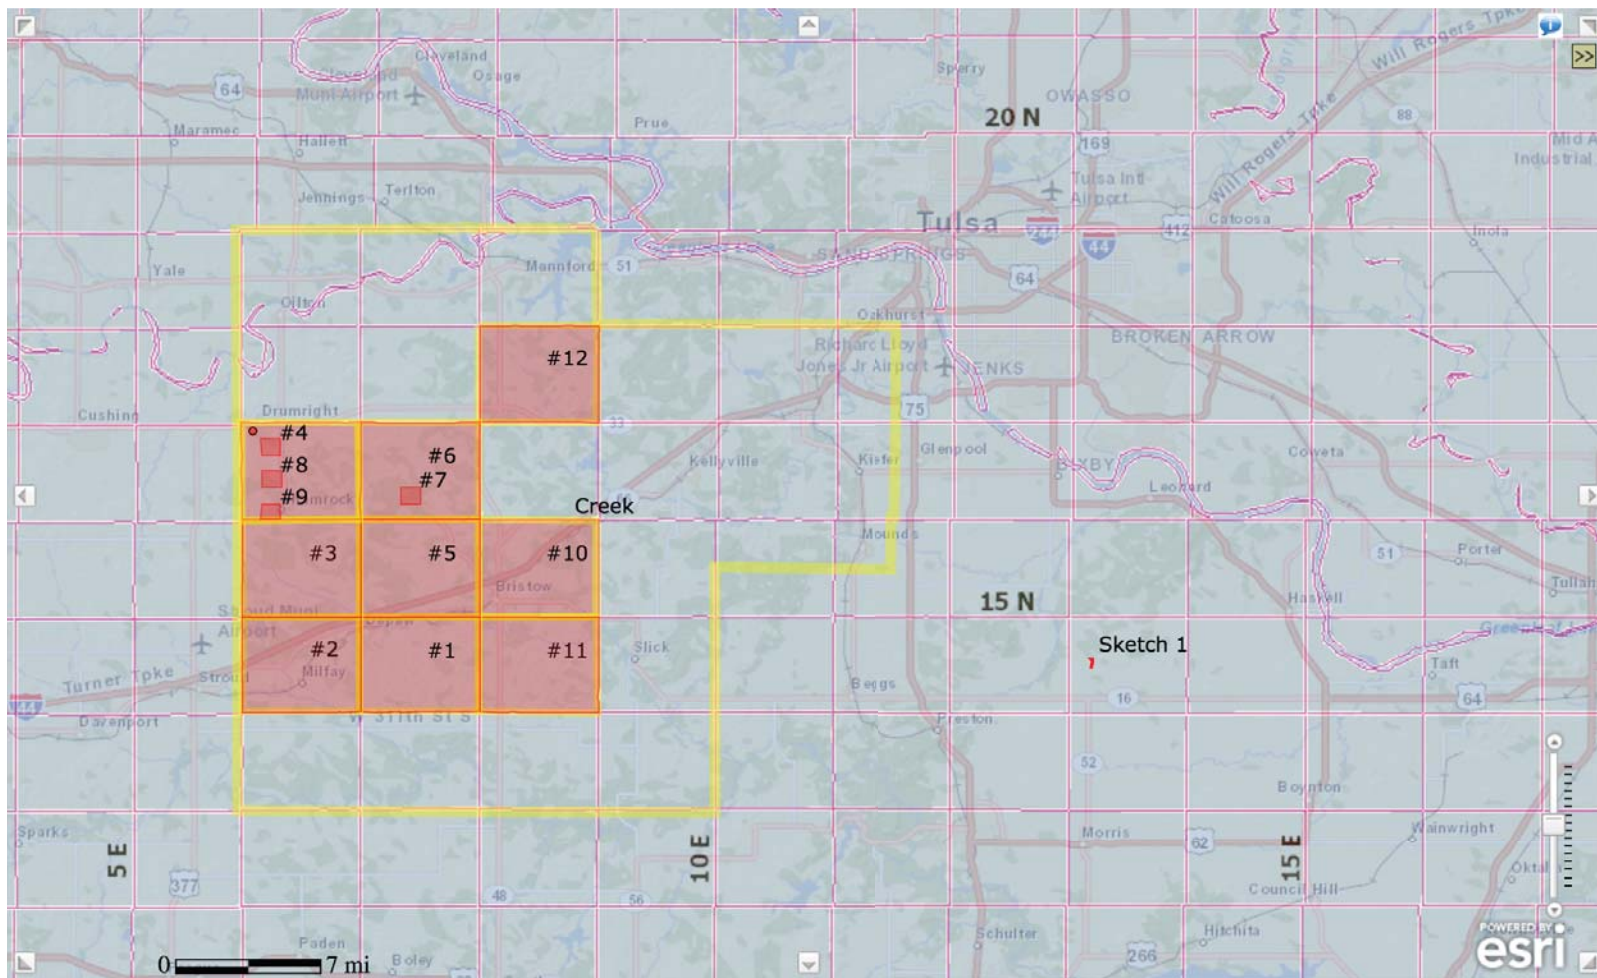 Cleveland
Osage
Cleveland
Muni Airport
64
Sperry
OWASSO
Will Rogers Tpke
>>
88
Maramec
Hallett
Prue
20 N
169
Will Rogers Tpke
Mid A
Industrial
Jennings
Terlton
Tulsa Intl
Airport
Tulsa
244
44
412
Catoosa
Inola
Yale
Mannford
51
SAND SPRINGS
64
Oilton
Oakhurst
Richard Lloyd
Jones Jr Airport
JENKS
BROKEN ARROW
#12
Cushing
Drumright
33
75
#4
#6
Kellyville
Kiefer
Glenpool
BIXBY
Coweta
#8
#7
Leonard
#9
Creek
Mounds
#3
#5
#10
51
Porter
Bristow
Tullah
15 N
Haskell
Shroud Muni
Airport
Depew
Greenleaf La
#2
#1
#11
Slick
Sketch 1
Taft
Turner Tpke
Stroud
Milfay
Beggs
16
64
44
Davenport
W 311th St S
Preston
52
Boynton
Sparks
5 E
10 E
Morris
62
15 E
Wainwright
377
Council Hill
Oktah
48
56
Paden
Boley
Schulter
Hitchita
266
0
7 mi
POWERED BY
esri